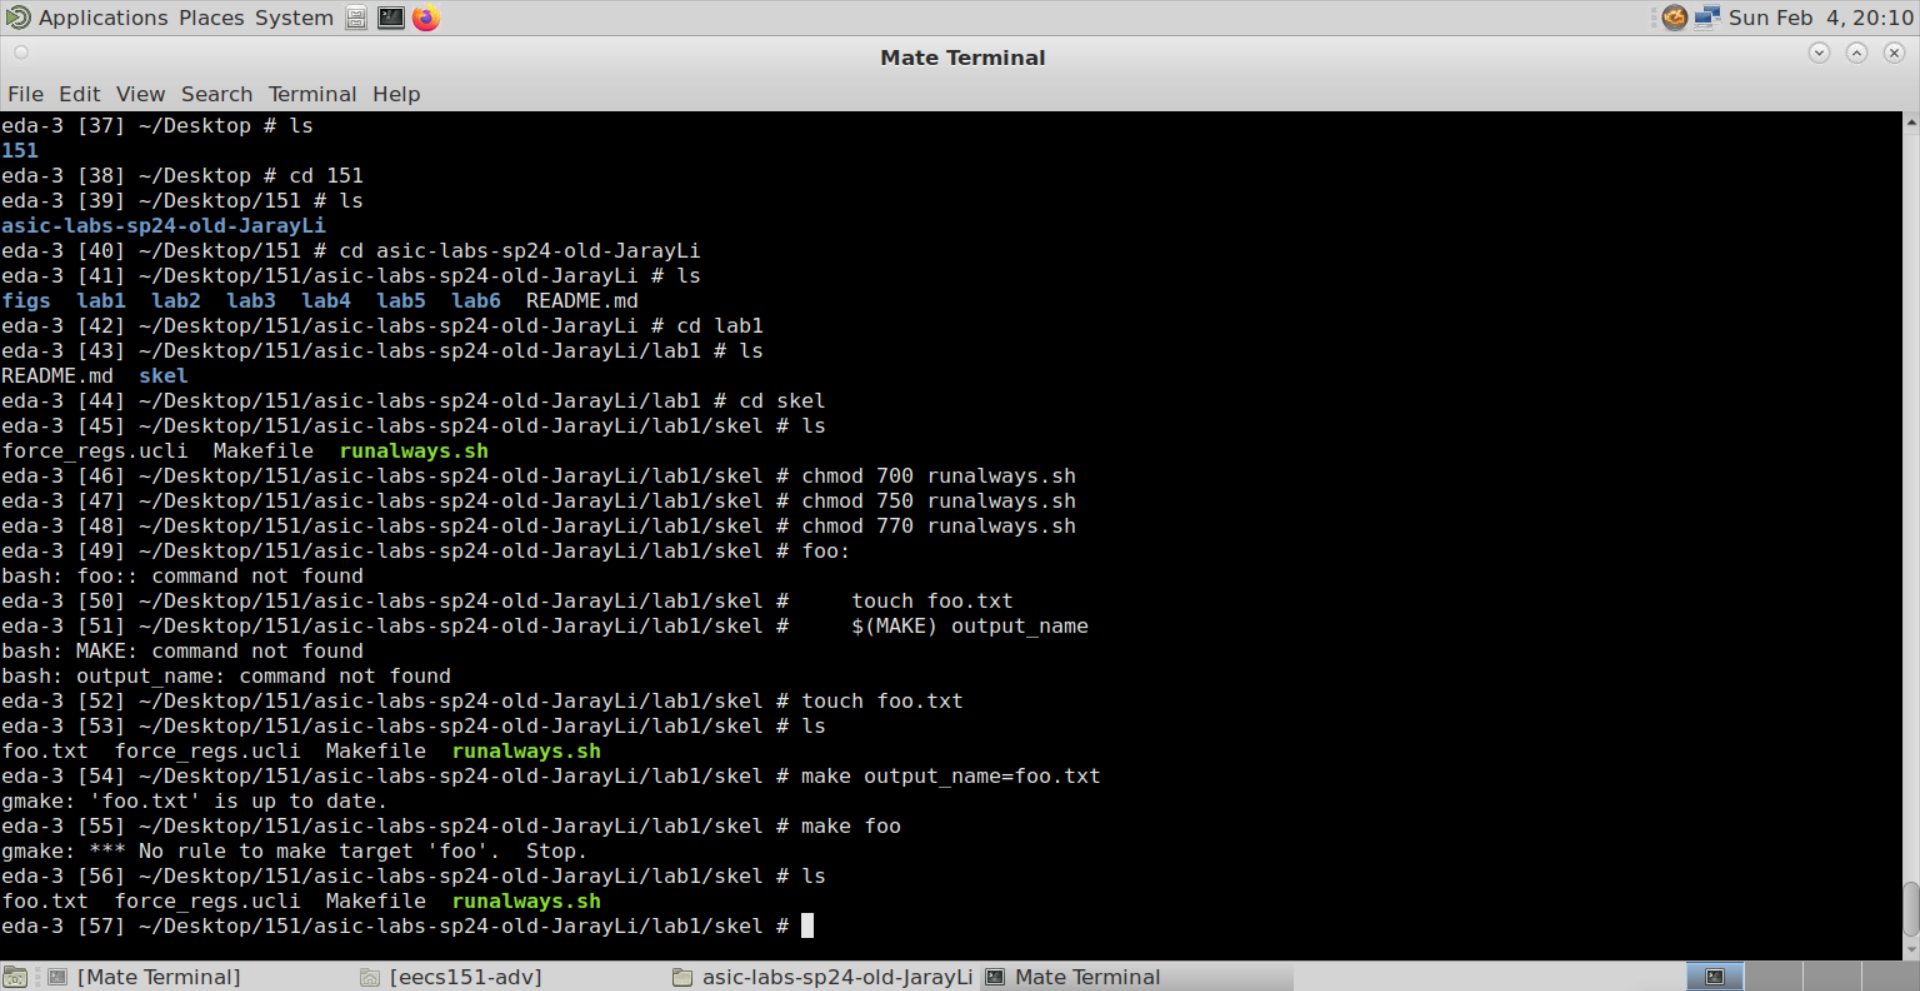 Applications Places System Sun Feb  4, 20:10
Mate Terminal
File Edit View Search Terminal Help
eda-3 [37] ~/Desktop # ls
151
eda-3 [38] ~/Desktop # cd 151
eda-3 [39] ~/Desktop/151 # ls
asic-labs-sp24-old-JarayLi
eda-3 [40] ~/Desktop/151 # cd asic-labs-sp24-old-JarayLi
eda-3 [41] ~/Desktop/151/asic-labs-sp24-old-JarayLi # ls
figs  lab1  lab2  lab3  lab4  lab5  lab6  README.md
eda-3 [42] ~/Desktop/151/asic-labs-sp24-old-JarayLi # cd lab1
eda-3 [43] ~/Desktop/151/asic-labs-sp24-old-JarayLi/lab1 # ls
README.md  skel
eda-3 [44] ~/Desktop/151/asic-labs-sp24-old-JarayLi/lab1 # cd skel
eda-3 [45] ~/Desktop/151/asic-labs-sp24-old-JarayLi/lab1/skel # ls
force_regs.ucli  Makefile  runalways.sh
eda-3 [46] ~/Desktop/151/asic-labs-sp24-old-JarayLi/lab1/skel # chmod 700 runalways.sh
eda-3 [47] ~/Desktop/151/asic-labs-sp24-old-JarayLi/lab1/skel # chmod 750 runalways.sh
eda-3 [48] ~/Desktop/151/asic-labs-sp24-old-JarayLi/lab1/skel # chmod 770 runalways.sh
eda-3 [49] ~/Desktop/151/asic-labs-sp24-old-JarayLi/lab1/skel # foo:
bash: foo:: command not found
eda-3 [50] ~/Desktop/151/asic-labs-sp24-old-JarayLi/lab1/skel #     touch foo.txt
eda-3 [51] ~/Desktop/151/asic-labs-sp24-old-JarayLi/lab1/skel #     $(MAKE) output_name
bash: MAKE: command not found
bash: output_name: command not found
eda-3 [52] ~/Desktop/151/asic-labs-sp24-old-JarayLi/lab1/skel # touch foo.txt
eda-3 [53] ~/Desktop/151/asic-labs-sp24-old-JarayLi/lab1/skel # ls
foo.txt  force_regs.ucli  Makefile  runalways.sh
eda-3 [54] ~/Desktop/151/asic-labs-sp24-old-JarayLi/lab1/skel # make output_name=foo.txt
gmake: 'foo.txt' is up to date.
eda-3 [55] ~/Desktop/151/asic-labs-sp24-old-JarayLi/lab1/skel # make foo
gmake: *** No rule to make target 'foo'.  Stop.
eda-3 [56] ~/Desktop/151/asic-labs-sp24-old-JarayLi/lab1/skel # ls
foo.txt  force_regs.ucli  Makefile  runalways.sh
eda-3 [57] ~/Desktop/151/asic-labs-sp24-old-JarayLi/lab1/skel #
[Mate Terminal] [eecs151-adv] asic-labs-sp24-old-JarayLi Mate Terminal